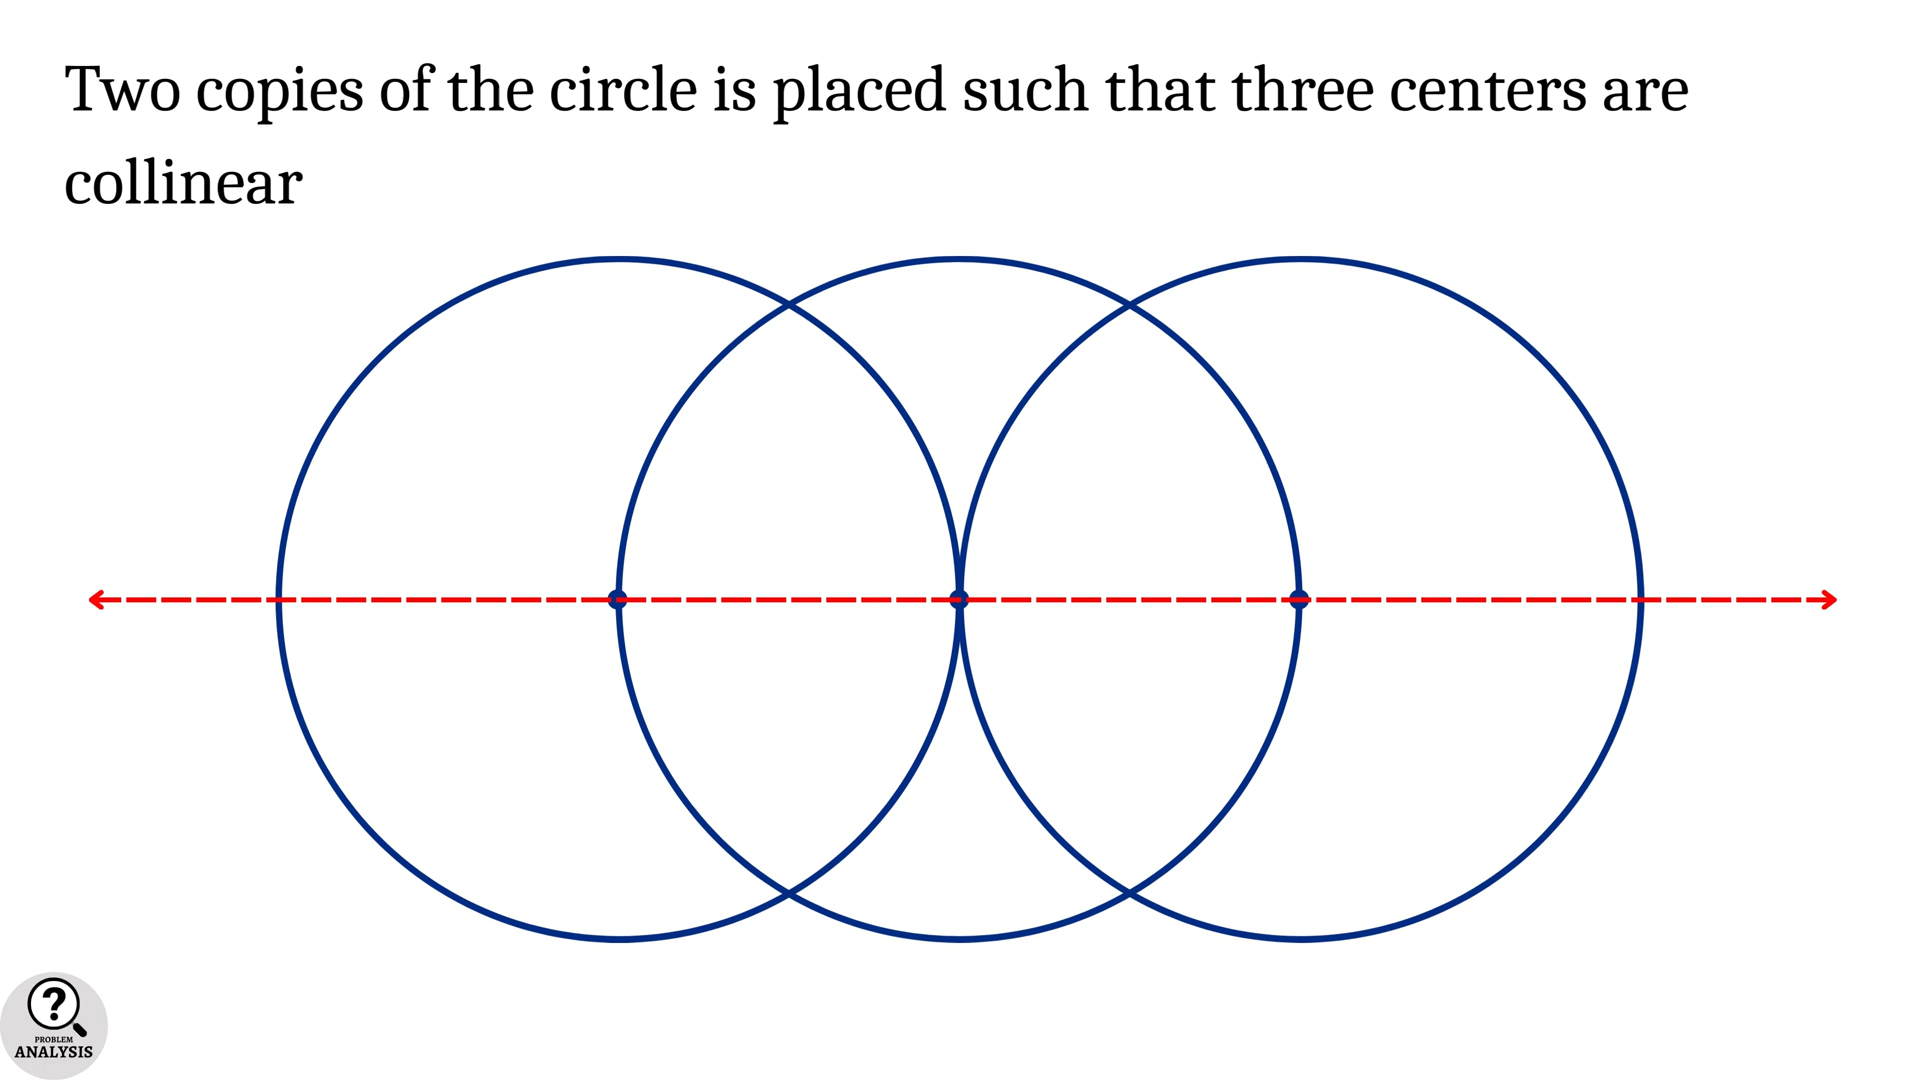 Two copies of the circle is placed such that three centers are
collinear
?
PROBLEM
ANALYSIS